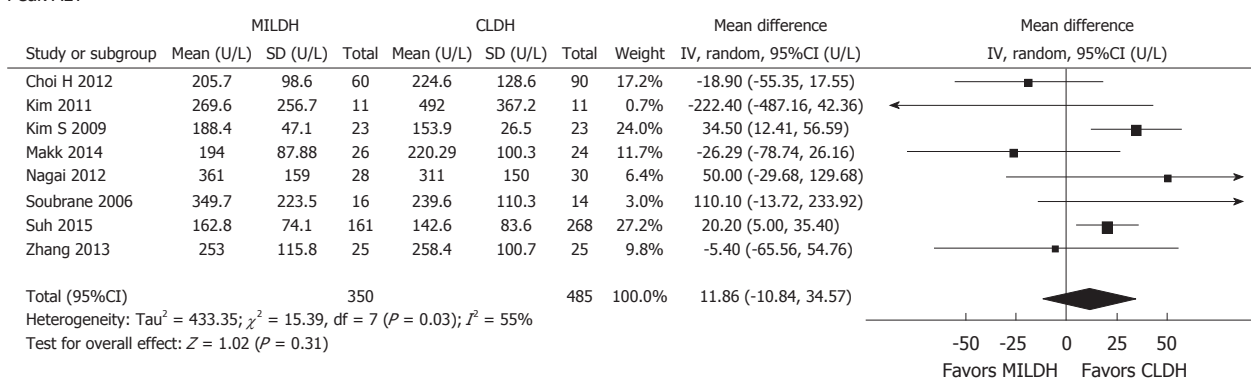 MILDH CLDH Mean difference Mean difference
Study or subgroup Mean (U/L) SD (U/L) Total Mean (U/L) SD (U/L) Total Weight IV, random, 95%CI (U/L) IV, random, 95%CI (U/L)
Choi H 2012 205.7 98.6 60 224.6 128.6 90 17.2% -18.90 (-55.35, 17.55)
Kim 2011 269.6 256.7 11 492 367.2 11 0.7% -222.40 (-487.16, 42.36)
Kim S 2009 188.4 47.1 23 153.9 26.5 23 24.0% 34.50 (12.41, 56.59)
Makk 2014 194 87.88 26 220.29 100.3 24 11.7% -26.29 (-78.74, 26.16)
Nagai 2012 361 159 28 311 150 30 6.4% 50.00 (-29.68, 129.68)
Soubrane 2006 349.7 223.5 16 239.6 110.3 14 3.0% 110.10 (-13.72, 233.92)
Suh 2015 162.8 74.1 161 142.6 83.6 268 27.2% 20.20 (5.00, 35.40)
Zhang 2013 253 115.8 25 258.4 100.7 25 9.8% -5.40 (-65.56, 54.76)
Total (95%CI) 350 485 100.0% 11.86 (-10.84, 34.57)
Heterogeneity: Tau² = 433.35; χ² = 15.39, df = 7 (P = 0.03); I² = 55%
Test for overall effect: Z = 1.02 (P = 0.31)
-50 -25 0 25 50
Favors MILDH Favors CLDH